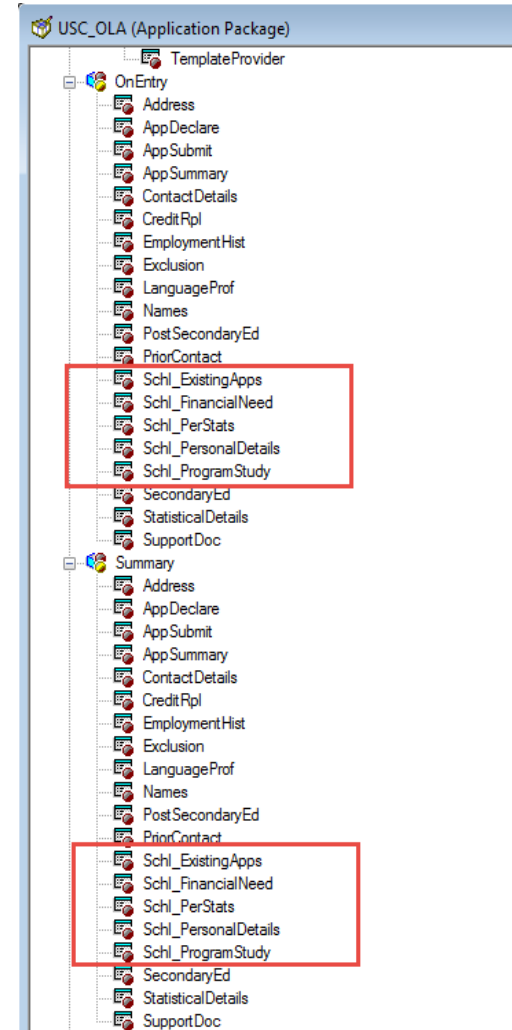 USC_OLA (Application Package)
TemplateProvider
OnEntry
Address
AppDeclare
AppSubmit
AppSummary
ContactDetails
CreditRpl
EmploymentHist
Exclusion
LanguageProf
Names
PostSecondaryEd
PriorContact
Schl_ExistingApps
Schl_FinancialNeed
Schl_PerStats
Schl_PersonalDetails
Schl_ProgramStudy
SecondaryEd
StatisticalDetails
SupportDoc
Summary
Address
AppDeclare
AppSubmit
AppSummary
ContactDetails
CreditRpl
EmploymentHist
Exclusion
LanguageProf
Names
PostSecondaryEd
PriorContact
Schl_ExistingApps
Schl_FinancialNeed
Schl_PerStats
Schl_PersonalDetails
Schl_ProgramStudy
SecondaryEd
StatisticalDetails
SupportDoc